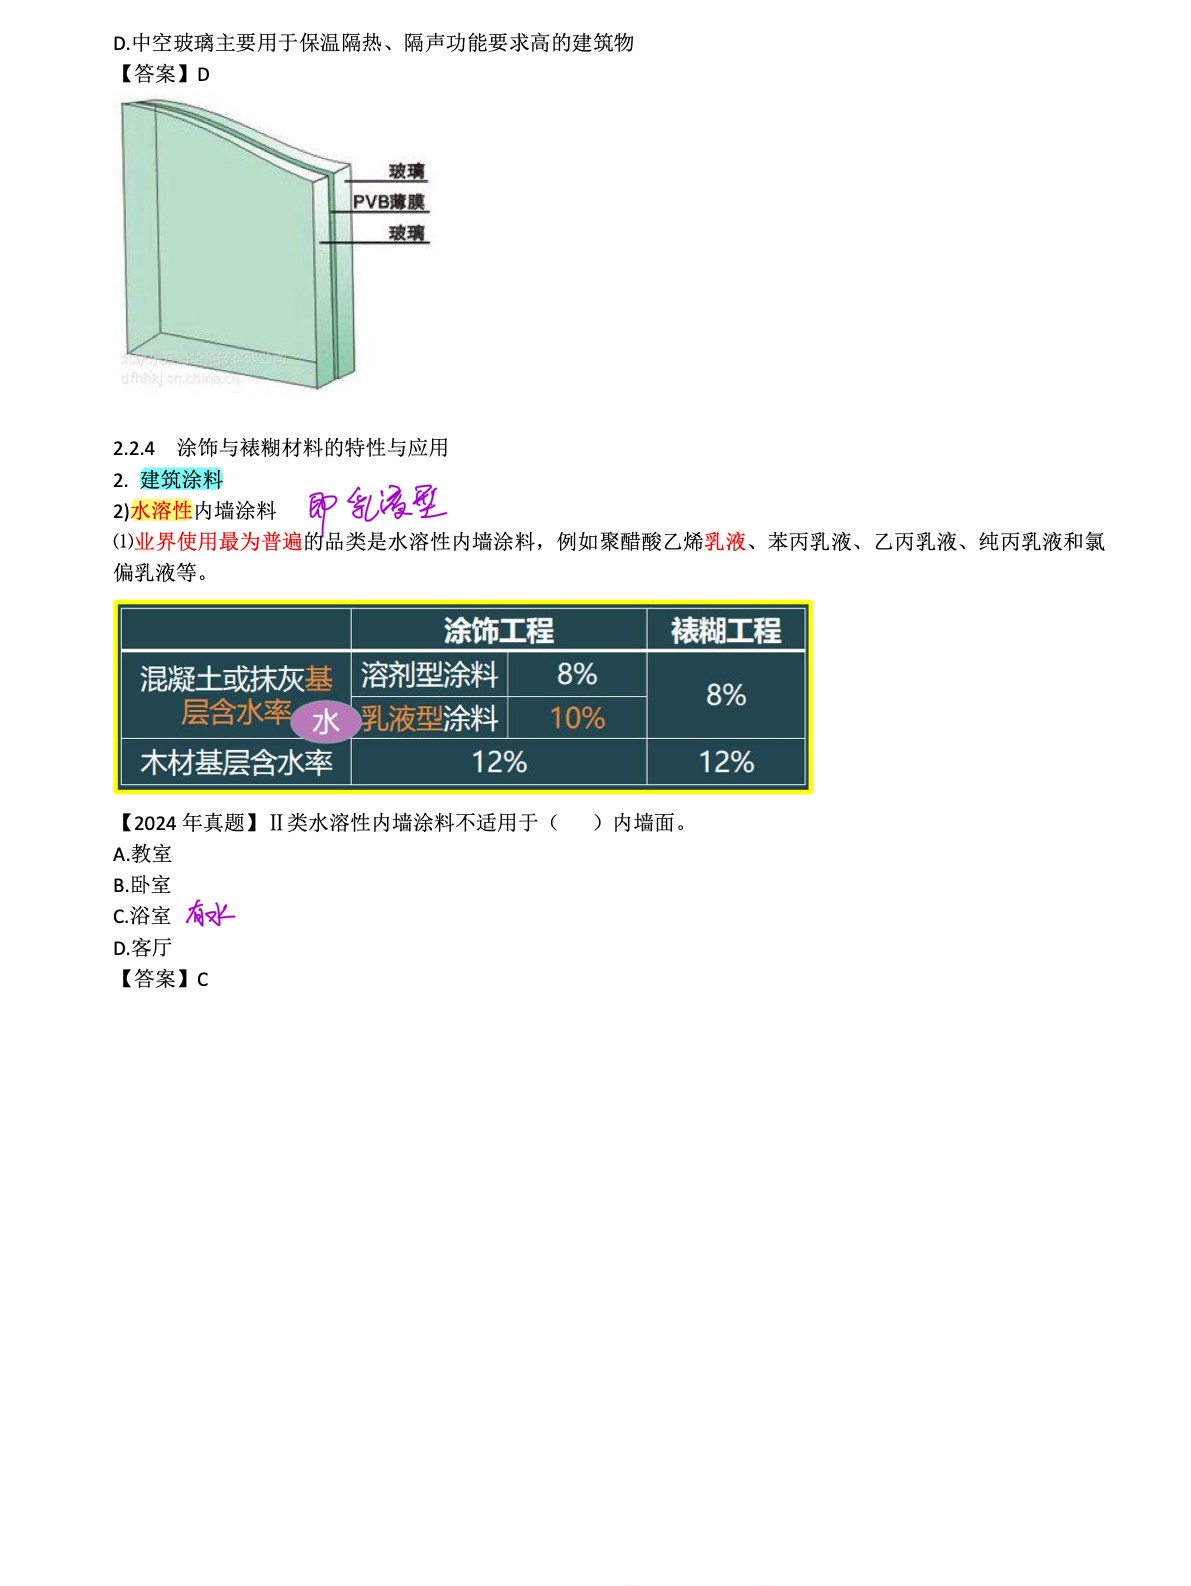 D.中空玻璃主要用于保温隔热、隔声功能要求高的建筑物
【答案】D
玻璃
PVB薄膜
玻璃
dfhhkj.cn.china.cn
2.2.4 涂饰与裱糊材料的特性与应用
2. 建筑涂料
2)水溶性内墙涂料 即乳液型
⑴业界使用最为普遍的品类是水溶性内墙涂料，例如聚醋酸乙烯乳液、苯丙乳液、乙丙乳液、纯丙乳液和氯
偏乳液等。
涂饰工程 裱糊工程
混凝土或抹灰基 溶剂型涂料 8% 8%
层含水率 水 乳液型涂料 10%
木材基层含水率 12% 12%
【2024 年真题】Ⅱ类水溶性内墙涂料不适用于（ ）内墙面。
A.教室
B.卧室
C.浴室 有水
D.客厅
【答案】C